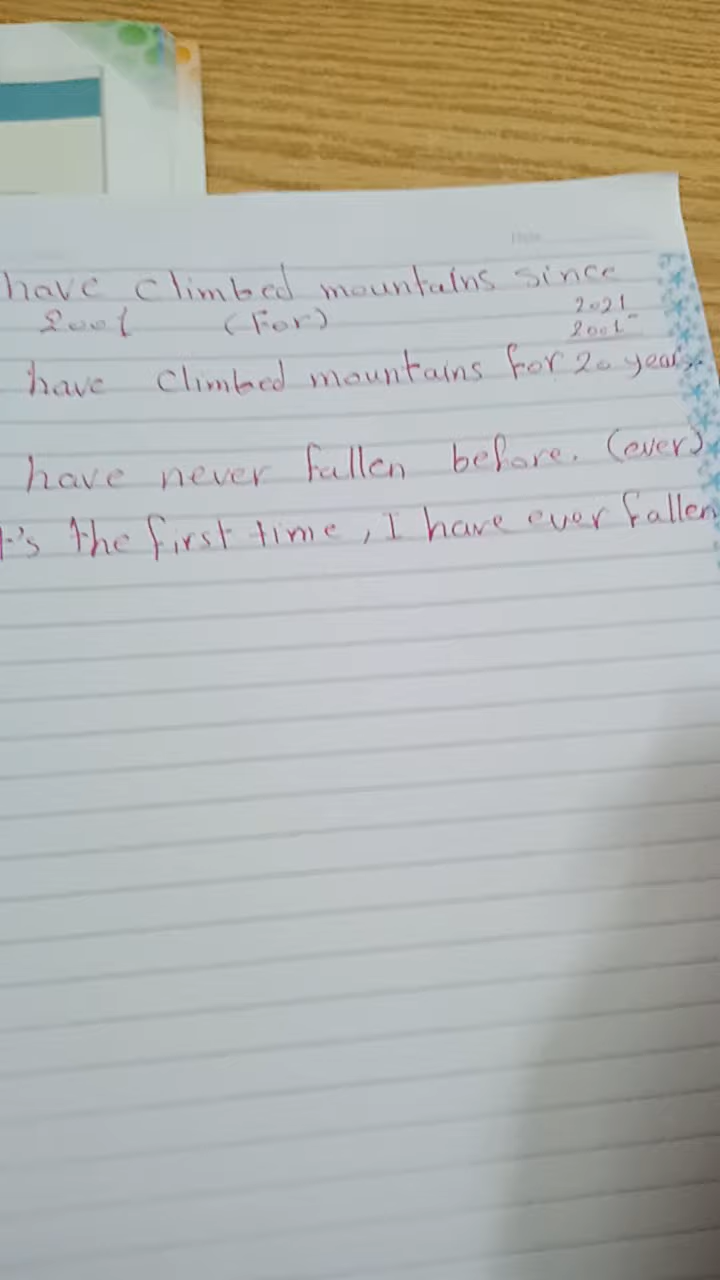 have climbed mountains since
2001 (For) 2021
2001-
have climbed mountains for 20 years.
have never fallen before. (ever)
It's the first time, I have ever fallen